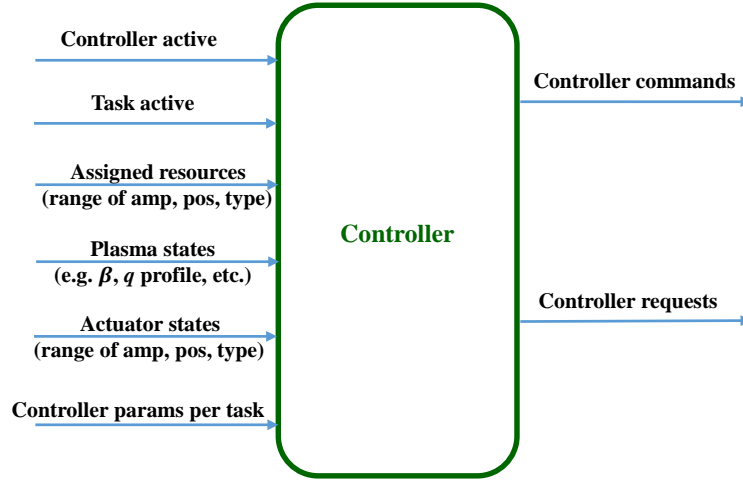 Controller active
Task active
Assigned resources
(range of amp, pos, type)
Plasma states
(e.g. β, q profile, etc.)
Actuator states
(range of amp, pos, type)
Controller params per task
Controller
Controller commands
Controller requests